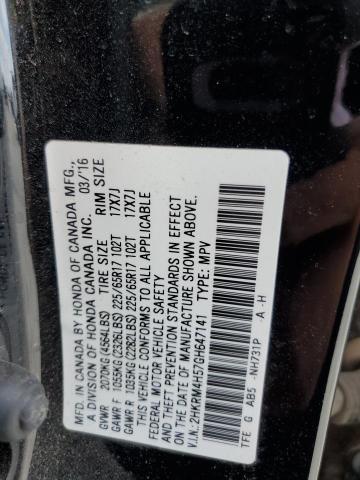 MFD. IN CANADA BY HONDA OF CANADA MFG.,
A DIVISION OF HONDA CANADA INC. 03/'16
GVWR 2070KG (4564LBS) TIRE SIZE RIM SIZE
GAWR F 1055KG (2326LBS) 225/65R17 102T 17X7J
GAWR R 1035KG (2282LBS) 225/65R17 102T 17X7J
THIS VEHICLE CONFORMS TO ALL APPLICABLE
FEDERAL MOTOR VEHICLE SAFETY
AND THEFT PREVENTION STANDARDS IN EFFECT
ON THE DATE OF MANUFACTURE SHOWN ABOVE.
V.I.N.: 2HKRM4H57GH647141 TYPE: MPV
TFE G AB5 NH731P A -H